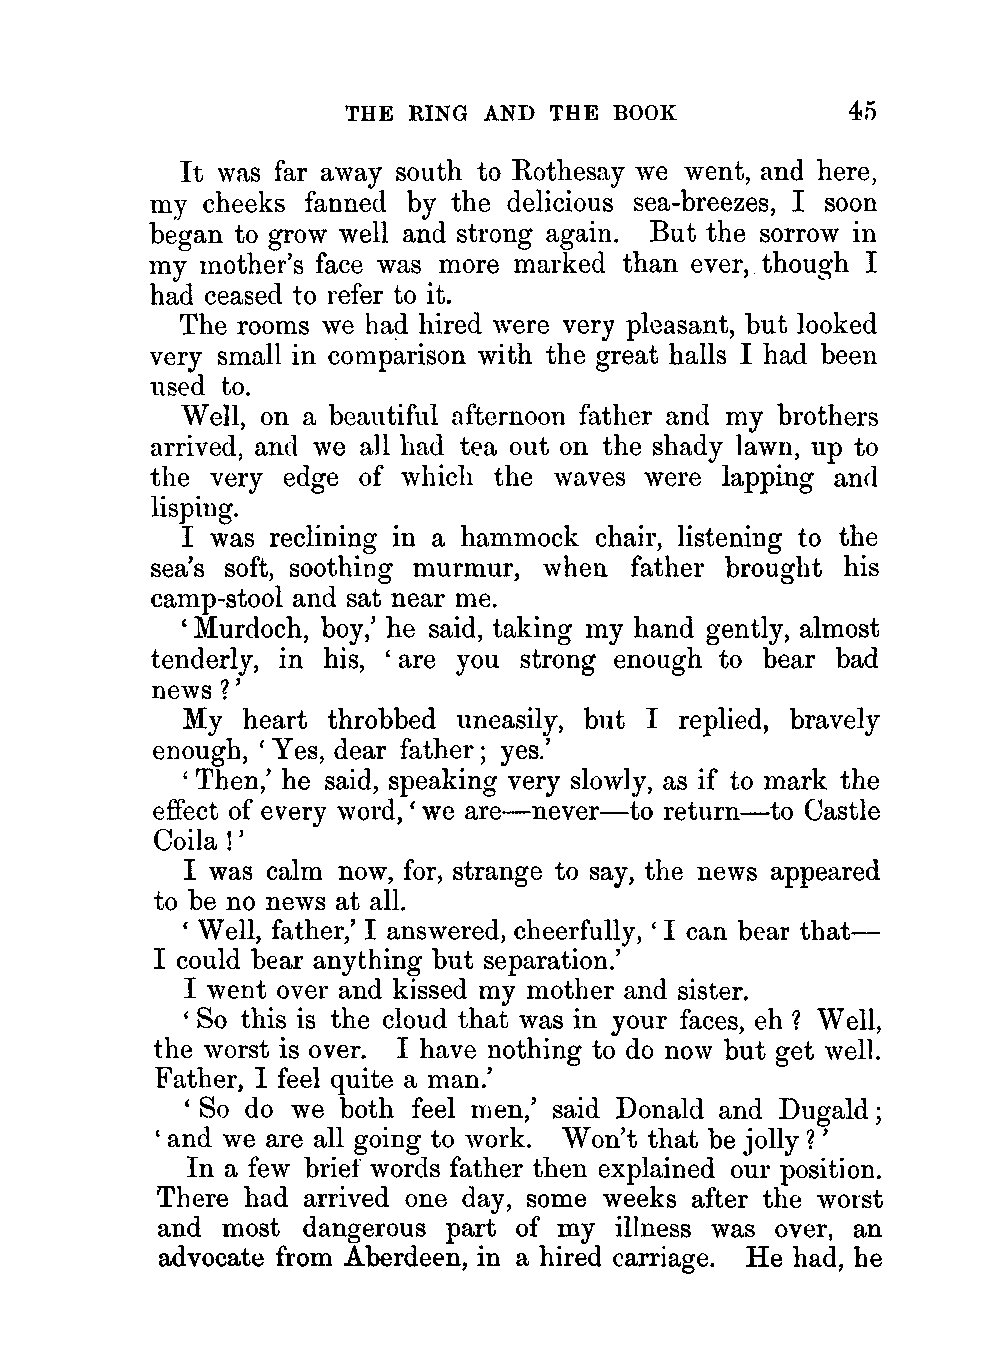 THE RING AND THE BOOK 45
It was far away south to Rothesay we went, and here,
my cheeks fanned by the delicious sea-breezes, I soon
began to grow well and strong again. But the sorrow in
my mother's face was more marked than ever, though I
had ceased to refer to it.
The rooms we had hired were very pleasant, but looked
very small in comparison with the great halls I had been
used to.
Well, on a beautiful afternoon father and my brothers
arrived, and we all had tea out on the shady lawn, up to
the very edge of which the waves were lapping and
lisping.
I was reclining in a hammock chair, listening to the
sea's soft, soothing murmur, when father brought his
camp-stool and sat near me.
‘Murdoch, boy,’ he said, taking my hand gently, almost
tenderly, in his, ‘are you strong enough to bear bad
news?’
My heart throbbed uneasily, but I replied, bravely
enough, ‘Yes, dear father; yes.’
‘Then,’ he said, speaking very slowly, as if to mark the
effect of every word, ‘we are—never—to return—to Castle
Coila!’
I was calm now, for, strange to say, the news appeared
to be no news at all.
‘Well, father,’ I answered, cheerfully, ‘I can bear that—
I could bear anything but separation.’
I went over and kissed my mother and sister.
‘So this is the cloud that was in your faces, eh? Well,
the worst is over. I have nothing to do now but get well.
Father, I feel quite a man.’
‘So do we both feel men,’ said Donald and Dugald;
‘and we are all going to work. Won't that be jolly?’
In a few brief words father then explained our position.
There had arrived one day, some weeks after the worst
and most dangerous part of my illness was over, an
advocate from Aberdeen, in a hired carriage. He had, he